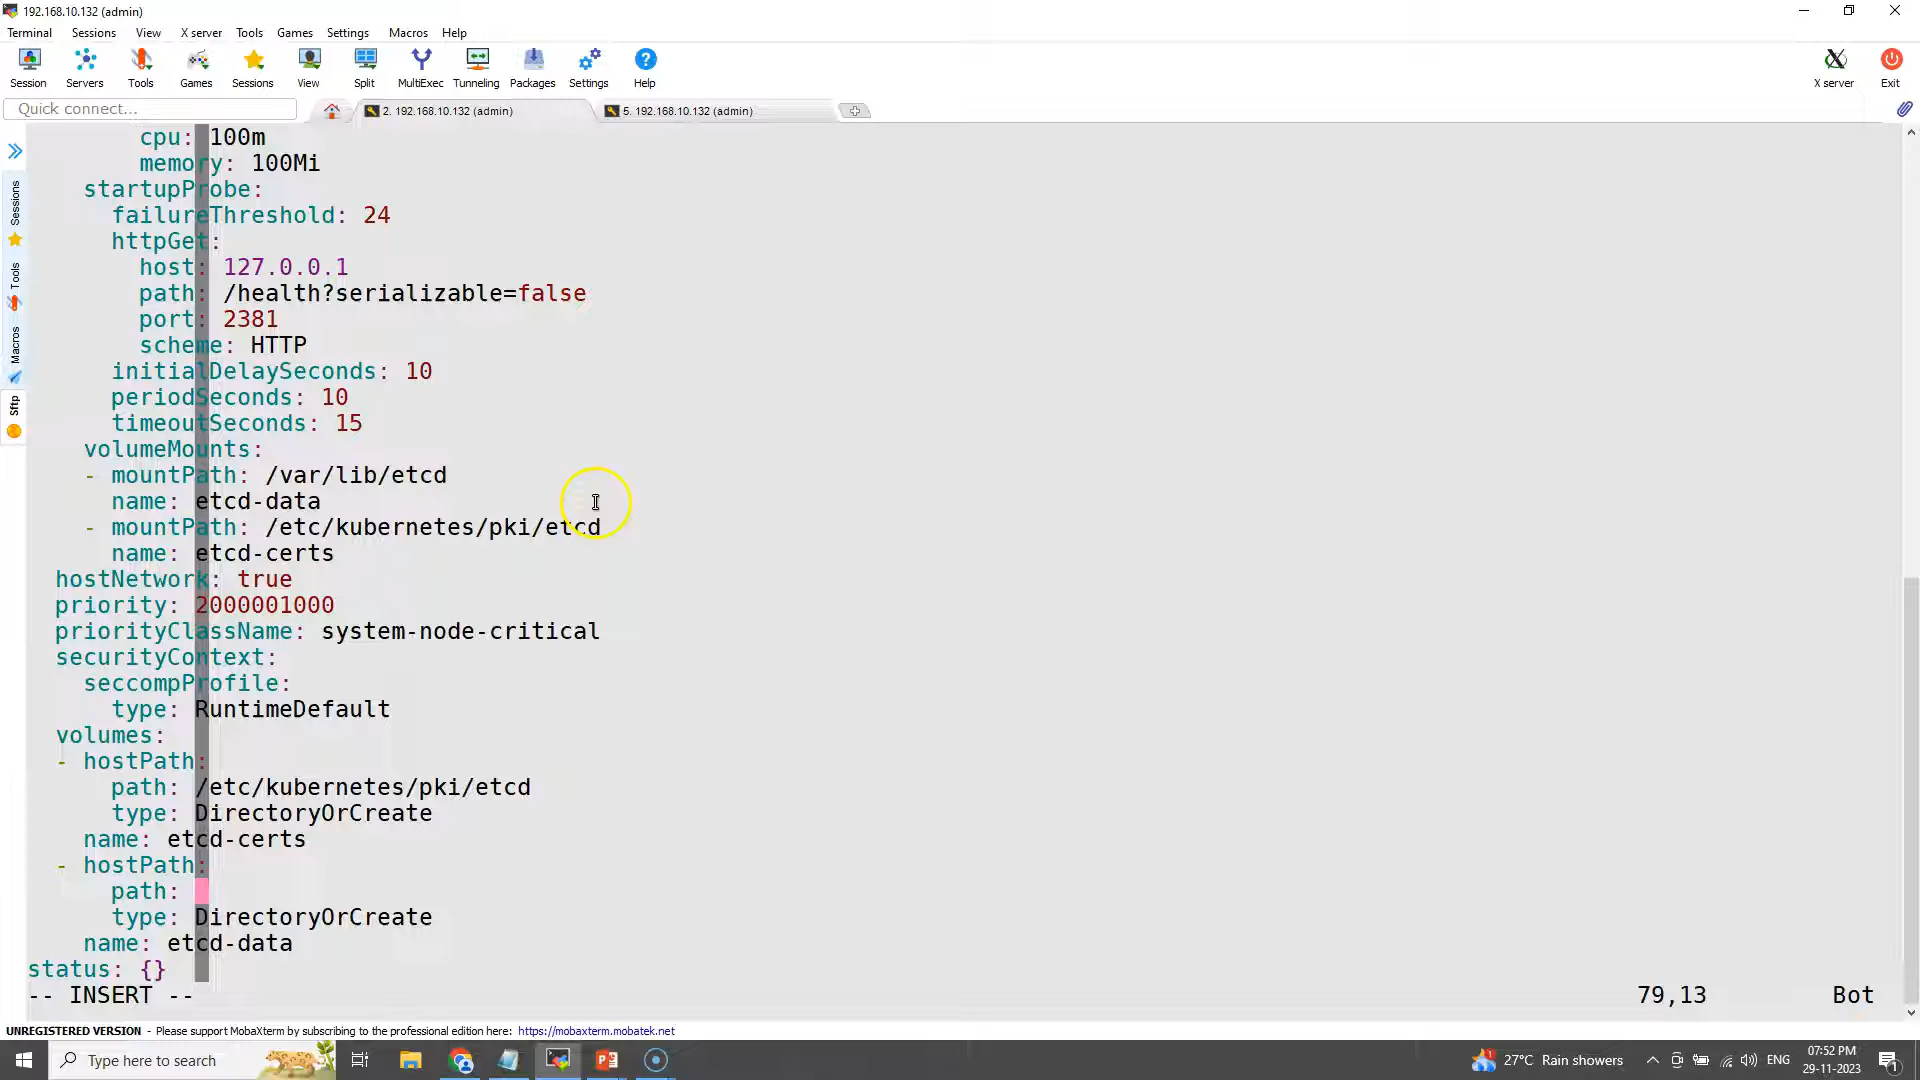 192.168.10.132 (admin)
Terminal Sessions View X server Tools Games Settings Macros Help
Session Servers Tools Games Sessions View Split MultiExec Tunneling Packages Settings Help X server Exit
Quick connect... 2. 192.168.10.132 (admin) 5. 192.168.10.132 (admin)
Sessions
Tools
Macros
Sftp
cpu: 100m
memory: 100Mi
startupProbe:
failureThreshold: 24
httpGet:
host: 127.0.0.1
path: /health?serializable=false
port: 2381
scheme: HTTP
initialDelaySeconds: 10
periodSeconds: 10
timeoutSeconds: 15
volumeMounts:
- mountPath: /var/lib/etcd
name: etcd-data
- mountPath: /etc/kubernetes/pki/etcd
name: etcd-certs
hostNetwork: true
priority: 2000001000
priorityClassName: system-node-critical
securityContext:
seccompProfile:
type: RuntimeDefault
volumes:
- hostPath:
path: /etc/kubernetes/pki/etcd
type: DirectoryOrCreate
name: etcd-certs
- hostPath:
path:
type: DirectoryOrCreate
name: etcd-data
status: {}
-- INSERT -- 79,13 Bot
UNREGISTERED VERSION - Please support MobaXterm by subscribing to the professional edition here: https://mobaxterm.mobatek.net
Type here to search 27°C Rain showers ENG 07:52 PM
29-11-2023
1